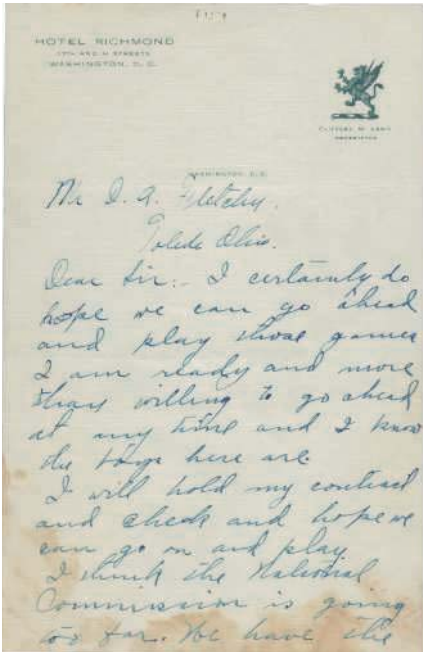 HOTEL RICHMOND
17TH AND H STREETS
WASHINGTON, D. C.
CLIFFORD M. LEWIS
PROPRIETOR
WASHINGTON, D.C.
Mr D. A. Fletcher.
Toledo Ohio.
Dear Sir:- I certainly do
hope we can go ahead
and play those games
I am ready and more
than willing to go ahead
at any time and I know
the boys here are.
I will hold my contract
and check and hope we
can go on and play.
I think the National
Commission is going
too far. We have the